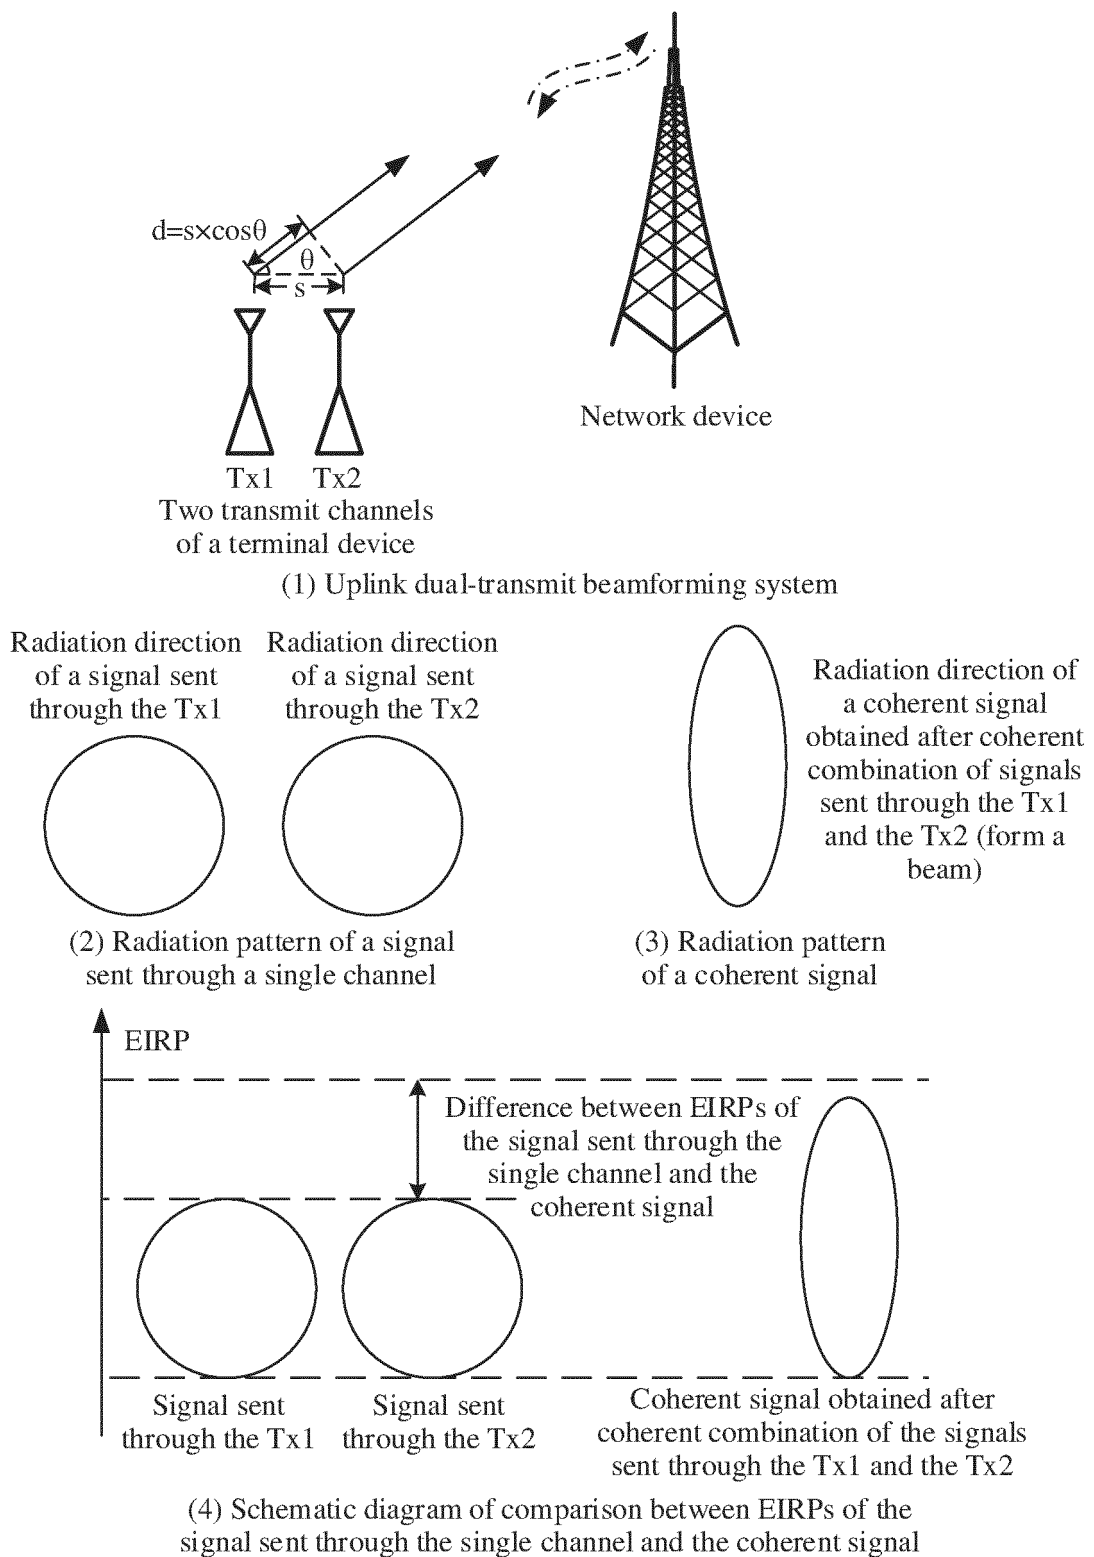 d=s×cosθ
θ
s
Tx1
Tx2
Two transmit channels
of a terminal device
Network device
(1) Uplink dual-transmit beamforming system
Radiation direction
of a signal sent
through the Tx1
Radiation direction
of a signal sent
through the Tx2
(2) Radiation pattern of a signal
sent through a single channel
Radiation direction of
a coherent signal
obtained after coherent
combination of signals
sent through the Tx1
and the Tx2 (form a
beam)
(3) Radiation pattern
of a coherent signal
EIRP
Difference between EIRPs of
the signal sent through the
single channel and the
coherent signal
Signal sent
through the Tx1
Signal sent
through the Tx2
Coherent signal obtained after
coherent combination of the signals
sent through the Tx1 and the Tx2
(4) Schematic diagram of comparison between EIRPs of the
signal sent through the single channel and the coherent signal